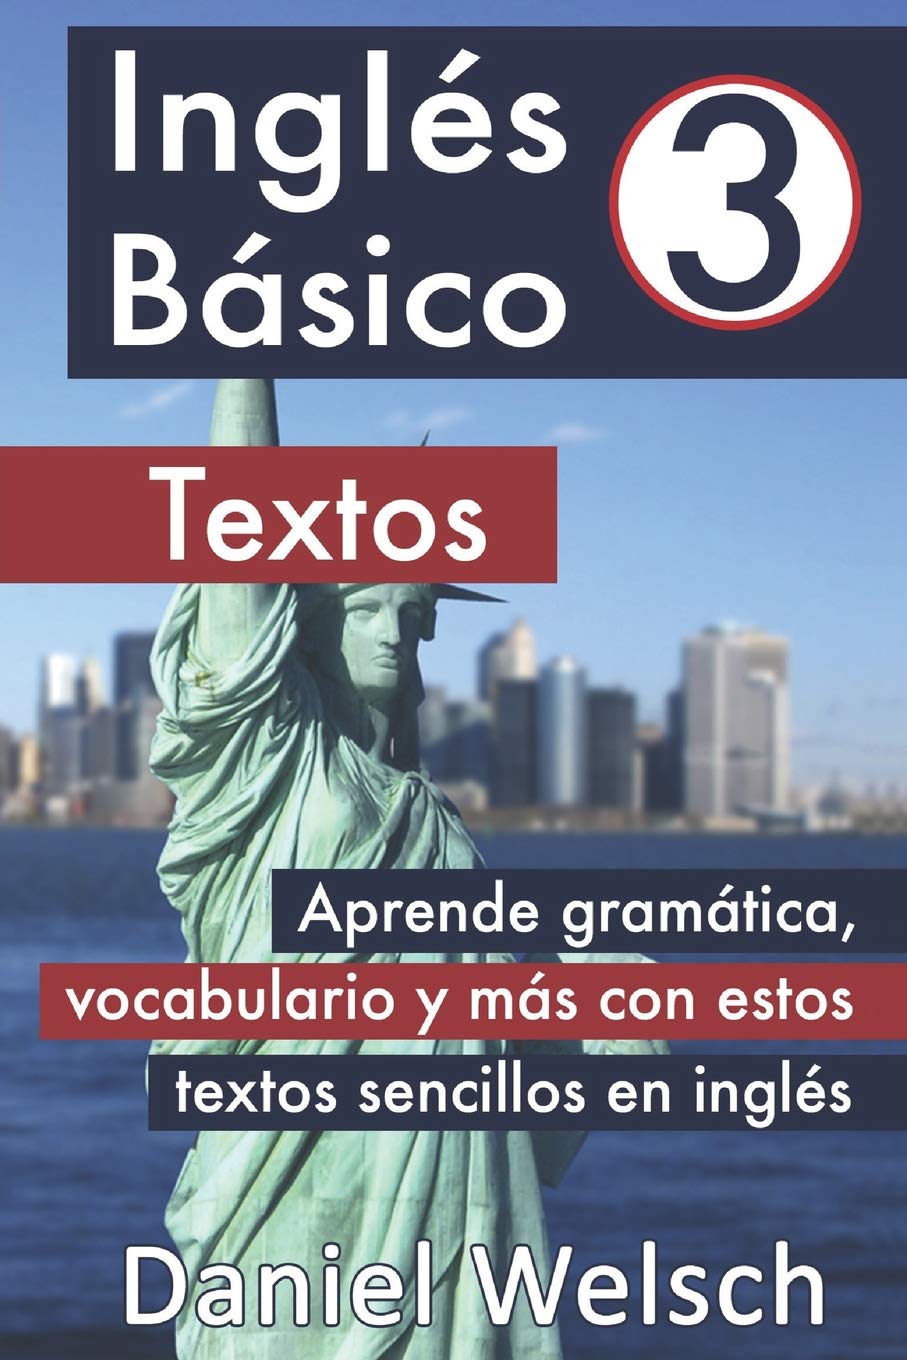 Inglés
Básico
3
Textos
Aprende gramática,
vocabulario y más con estos
textos sencillos en inglés
Daniel Welsch